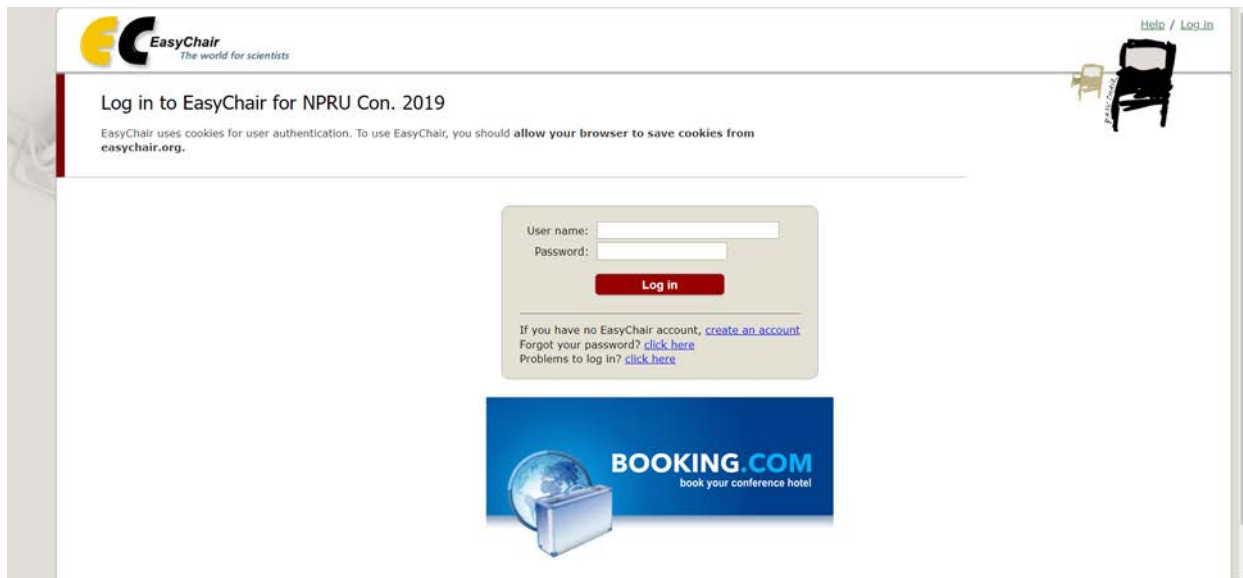 EC EasyChair
The world for scientists
Help / Log in
EASY CHAIR
Log in to EasyChair for NPRU Con. 2019
EasyChair uses cookies for user authentication. To use EasyChair, you should allow your browser to save cookies from
easychair.org.
User name:
Password:
Log in
If you have no EasyChair account, create an account
Forgot your password? click here
Problems to log in? click here
BOOKING.COM
book your conference hotel